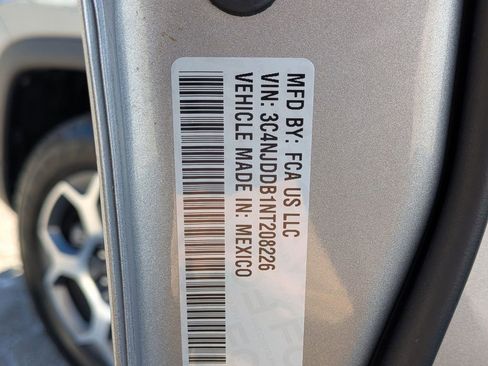 MFD BY: FCA US LLC
VIN: 3C4NJDDB1NT208226
VEHICLE MADE IN: MEXICO